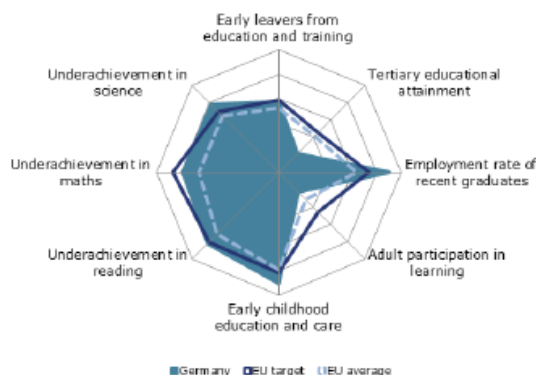 Early leavers from
education and training
Underachievement in
science
Tertiary educational
attainment
Underachievement in
maths
Employment rate of
recent graduates
Underachievement in
reading
Adult participation in
learning
Early childhood
education and care
Germany EU target EU average